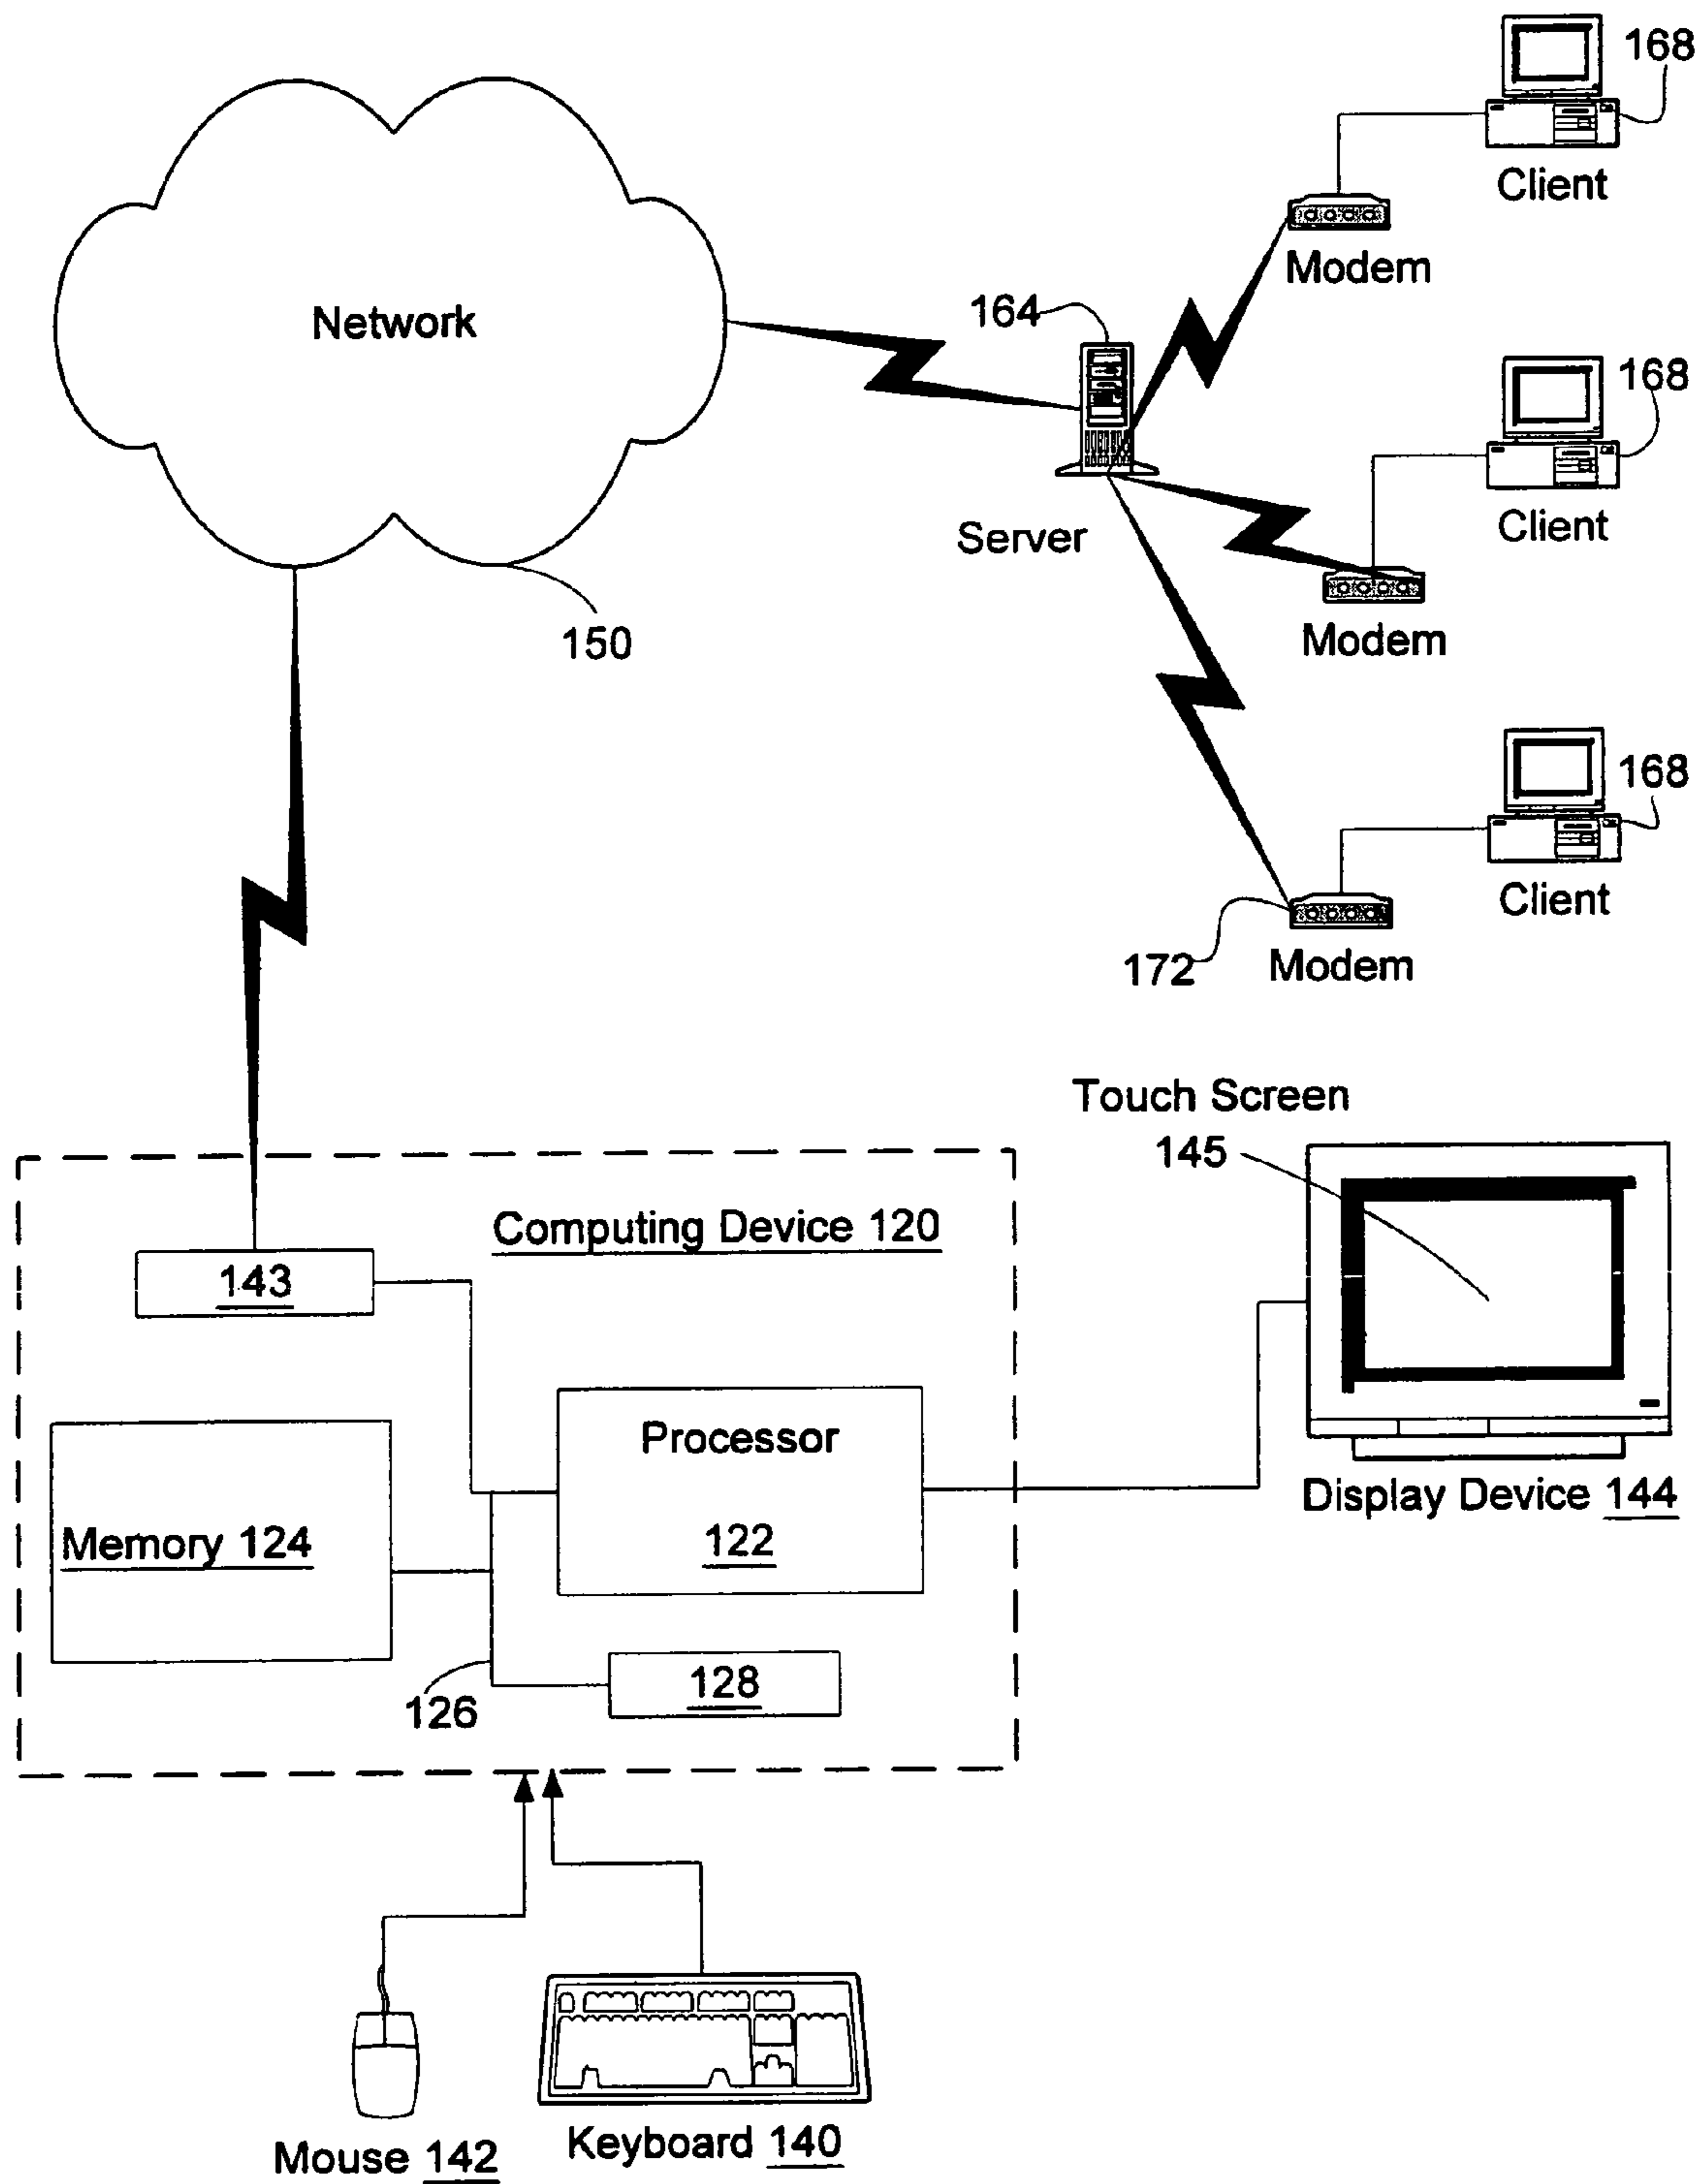 168
Client
Modem
Network
164
168
Client
Server
Modem
150
168
Client
172
Modem
Touch Screen
145
Computing Device 120
143
Processor
122
Memory 124
Display Device 144
128
126
Mouse 142
Keyboard 140